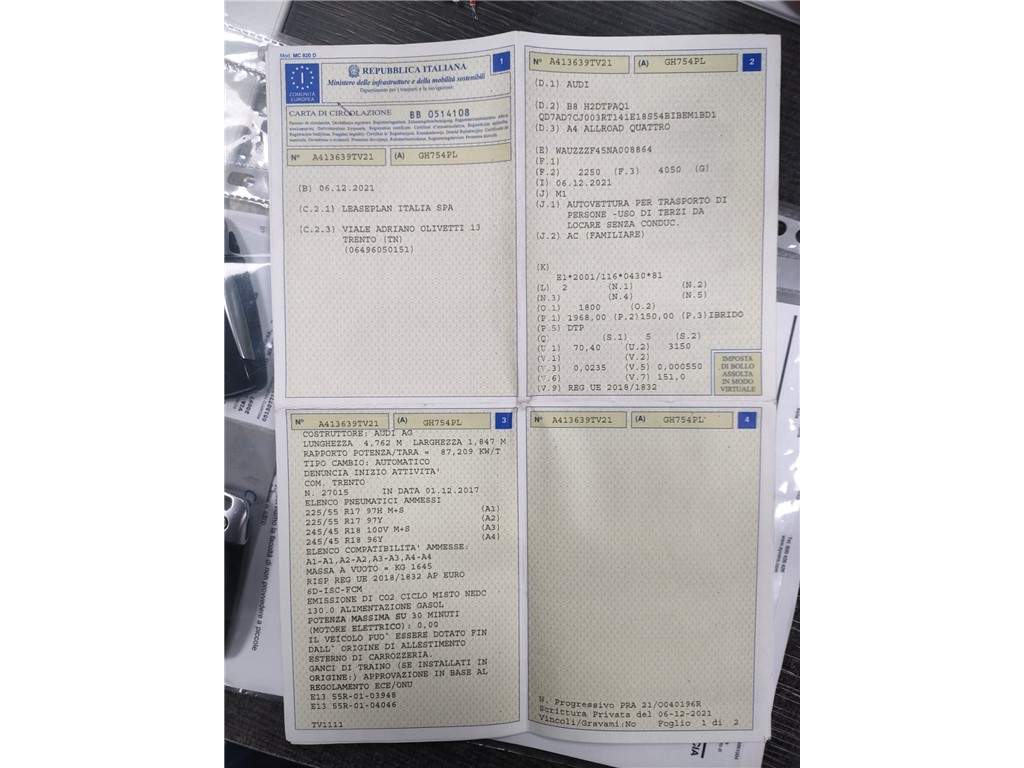 Mod. MC 820 D
COMUNITÀ EUROPEA
I
REPUBBLICA ITALIANA
Ministero delle infrastrutture e della mobilità sostenibili
Dipartimento per i trasporti e la navigazione
1
CARTA DI CIRCOLAZIONE BB 0514108
N° A413639TV21 (A) GH754PL
(B) 06.12.2021
(C.2.1) LEASEPLAN ITALIA SPA
(C.2.3) VIALE ADRIANO OLIVETTI 13
TRENTO (TN)
(06496050151)
N° A413639TV21 (A) GH754PL 2
(D.1) AUDI
(D.2) B8 H2DTPAQ1
QD7AD7CJ003RT141E18S54BIBEM1BD1
(D.3) A4 ALLROAD QUATTRO
(E) WAUZZZF45NA008864
(F.1)
(F.2) 2250 (F.3) 4050 (G)
(I) 06.12.2021
(J) M1
(J.1) AUTOVETTURA PER TRASPORTO DI
PERSONE -USO DI TERZI DA
LOCARE SENZA CONDUC.
(J.2) AC (FAMILIARE)
(K)
E1*2001/116*0430*81
(L) 2 (N.1) (N.2)
(N.3) (N.4) (N.5)
(O.1) 1800 (O.2)
(P.1) 1968,00 (P.2)150,00 (P.3)IBRIDO
(P.5) DTP
(Q (S.1) 5 (S.2)
(U.1) 70,40 (U.2) 3150
(V.1) (V.2)
(V.3) 0,0235 (V.5) 0,000550
(V.6) (V.7) 151,0
(V.9) REG UE 2018/1832
IMPOSTA
DI BOLLO
ASSOLTA
IN MODO
VIRTUALE
N° A413639TV21 (A) GH754PL 3
COSTRUTTORE: AUDI AG
LUNGHEZZA 4,762 M LARGHEZZA 1,847 M
RAPPORTO POTENZA/TARA = 87,209 KW/T
TIPO CAMBIO: AUTOMATICO
DENUNCIA INIZIO ATTIVITA'
COM. TRENTO
N. 27015 IN DATA 01.12.2017
ELENCO PNEUMATICI AMMESSI
225/55 R17 97H M+S (A1)
225/55 R17 97Y (A2)
245/45 R18 100V M+S (A3)
245/45 R18 96Y (A4)
ELENCO COMPATIBILITA' AMMESSE:
A1-A1,A2-A2,A3-A3,A4-A4
MASSA A VUOTO = KG 1645
RISP REG UE 2018/1832 AP EURO
6D-ISC-FCM
EMISSIONE DI CO2 CICLO MISTO NEDC
130.0 ALIMENTAZIONE GASOL
POTENZA MASSIMA SU 30 MINUTI
(MOTORE ELETTRICO): 0,00
IL VEICOLO PUO` ESSERE DOTATO FIN
DALL` ORIGINE DI ALLESTIMENTO
ESTERNO DI CARROZZERIA.
GANCI DI TRAINO (SE INSTALLATI IN
ORIGINE:) APPROVAZIONE IN BASE AL
REGOLAMENTO ECE/ONU
E13 55R-01-03948
E13 55R-01-04046
TV1111
N° A413639TV21 (A) GH754PL 4
N. Progressivo PRA 21/O040196R
Scrittura Privata del 06-12-2021
Vincoli/Gravami:No Foglio 1 di 2